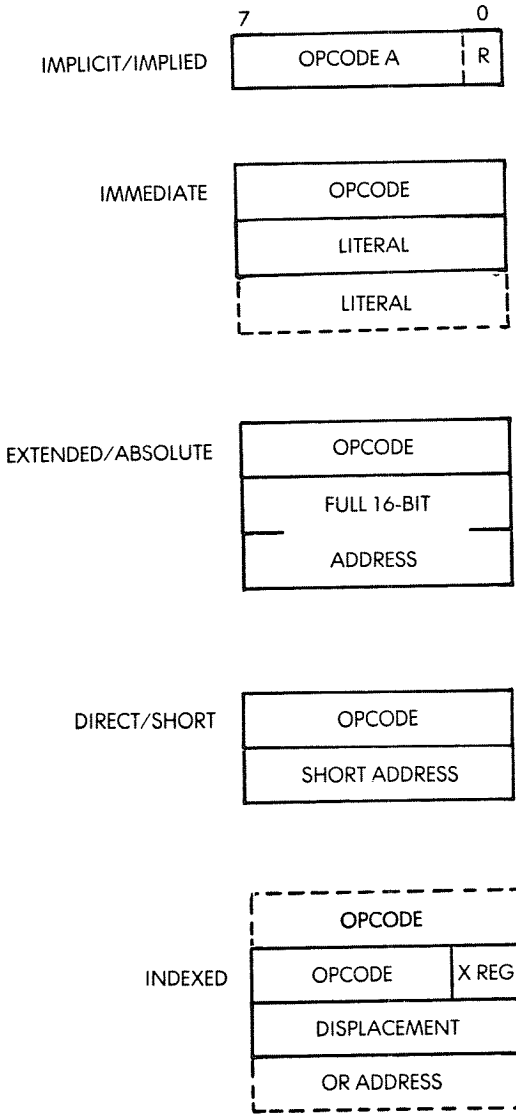 7 0
IMPLICIT/IMPLIED OPCODE A R
IMMEDIATE OPCODE
LITERAL
LITERAL
EXTENDED/ABSOLUTE OPCODE
FULL 16-BIT
ADDRESS
DIRECT/SHORT OPCODE
SHORT ADDRESS
OPCODE
INDEXED OPCODE X REG
DISPLACEMENT
OR ADDRESS